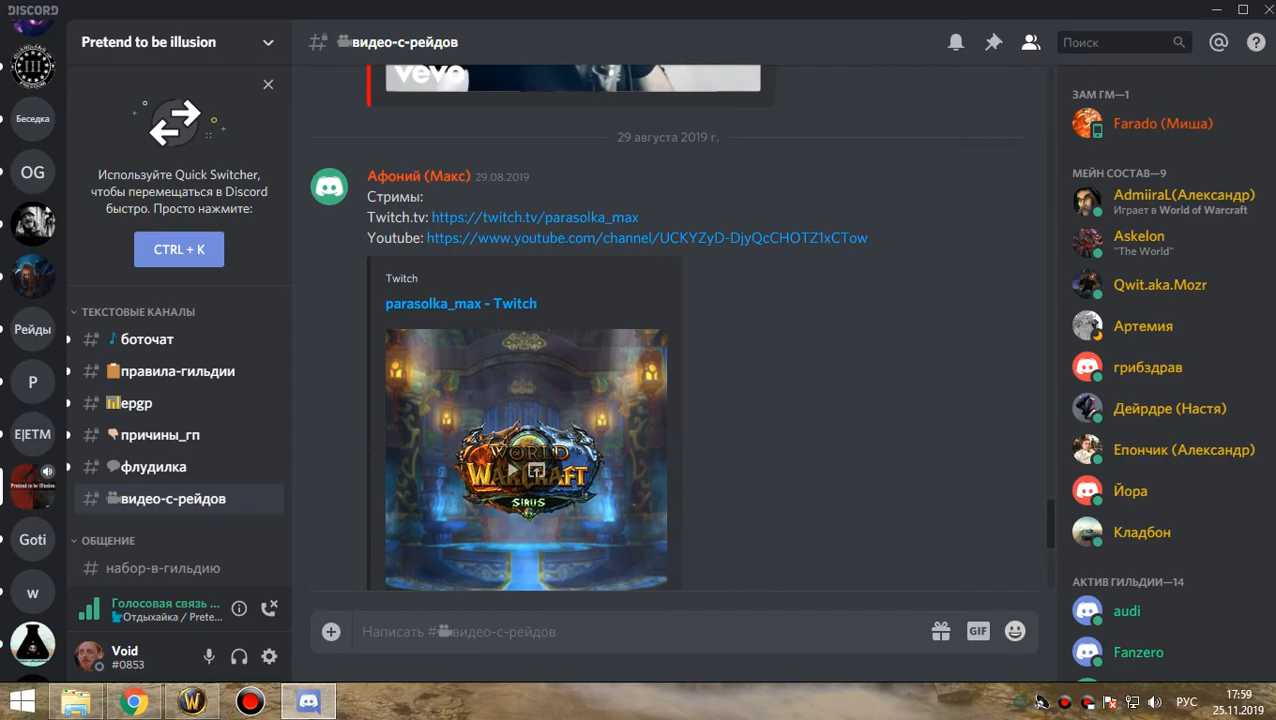 DISCORD
Pretend to be illusion
видео-с-рейдов
Поиск
Используйте Quick Switcher,
чтобы перемещаться в Discord
быстро. Просто нажмите:
CTRL + K
ТЕКСТОВЫЕ КАНАЛЫ
боточат
правила-гильдии
epgp
причины_гп
флудилка
видео-с-рейдов
ОБЩЕНИЕ
набор-в-гильдию
Голосовая связь ...
Отдыхайка / Prete...
Void
#0853
Беседка
OG
Рейды
P
E|ETM
Pretend to be Illusion
Goti
w
vevo
29 августа 2019 г.
Афоний (Макс) 29.08.2019
Стримы:
Twitch.tv: https://twitch.tv/parasolka_max
Youtube: https://www.youtube.com/channel/UCKYZyD-DjyQcCHOTZ1xCTow
Twitch
parasolka_max - Twitch
WORLD
WARCRAFT
SIRUS
Написать #видео-с-рейдов
GIF
ЗАМ ГМ—1
Farado (Миша)
МЕЙН СОСТАВ—9
AdmiiraL(Александр)
Играет в World of Warcraft
Askelon
"The World"
Qwit.aka.Mozr
Артемия
грибздрав
Дейрдре (Настя)
Епончик (Александр)
Йора
Кладбон
АКТИВ ГИЛЬДИИ—14
audi
Fanzero
РУС
17:59
25.11.2019